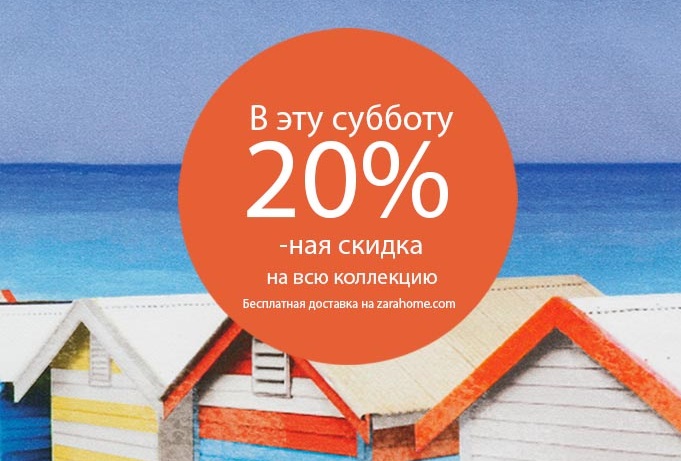 В эту субботу
20%
-ная скидка
на всю коллекцию
Бесплатная доставка на zarahome.com